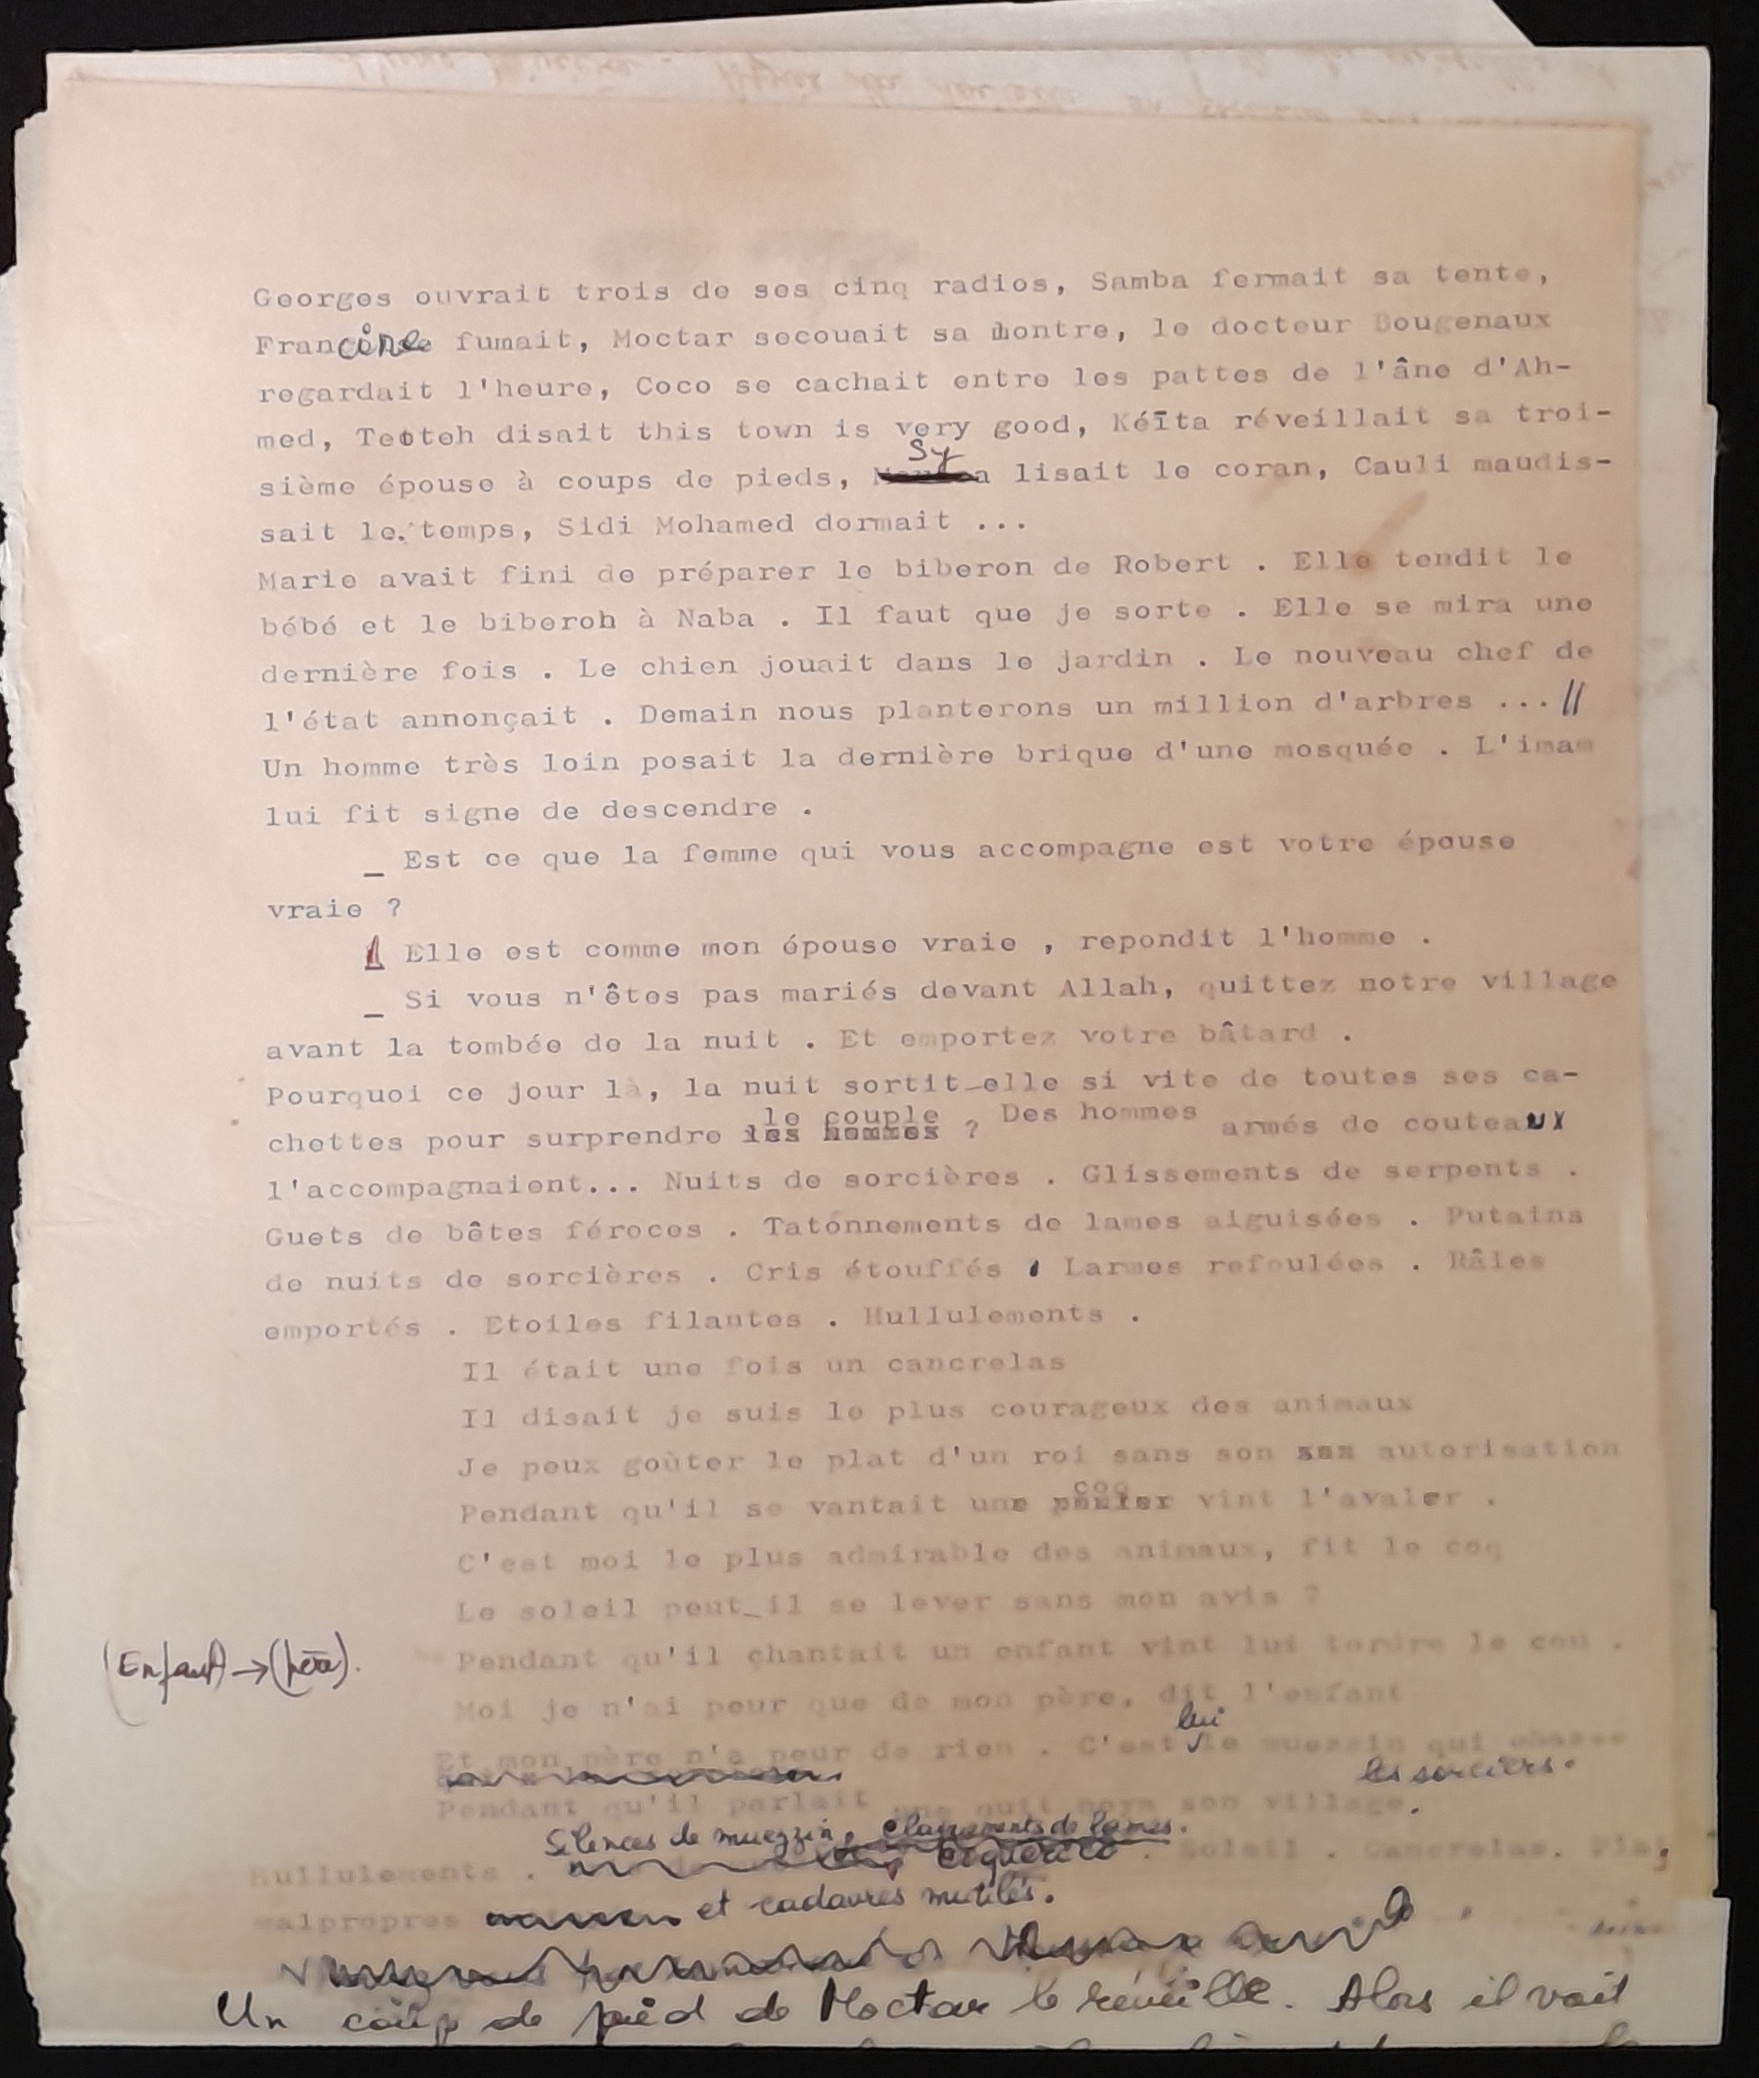 Georges ouvrait trois de ses cinq radios, Samba fermait sa tente,
Francine fumait, Moctar secouait sa montre, le docteur Bougenaux
regardait l'heure, Coco se cachait entre les pattes de l'âne d'Ah-
med, Teeteh disait this town is very good, Kéïta réveillait sa troi-
sième épouse à coups de pieds, Sy lisait le coran, Cauli maudis-
sait le temps, Sidi Mohamed dormait ...
Marie avait fini de préparer le biberon de Robert . Elle tendit le
bébé et le biberoh à Naba . Il faut que je sorte . Elle se mira une
dernière fois . Le chien jouait dans le jardin . Le nouveau chef de
l'état annonçait . Demain nous planterons un million d'arbres ... //
Un homme très loin posait la dernière brique d'une mosquée . L'imam
lui fit signe de descendre .
_ Est ce que la femme qui vous accompagne est votre épouse
vraie ?
_ Elle est comme mon épouse vraie , repondit l'homme .
_ Si vous n'êtes pas mariés devant Allah, quittez notre village
avant la tombée de la nuit . Et emportez votre bâtard .
Pourquoi ce jour là, la nuit sortit_elle si vite de toutes ses ca-
chettes pour surprendre le couple ? Des hommes armés de couteaux
l'accompagnaient... Nuits de sorcières . Glissements de serpents .
Guets de bêtes féroces . Tatônnements de lames aiguisées . Putains
de nuits de sorcières . Cris étouffés . Larmes refoulées . Râles
emportés . Etoiles filantes . Hullulements .
Il était une fois un cancrelas
Il disait je suis le plus courageux des animaux
Je peux goùter le plat d'un roi sans son autorisation
Pendant qu'il se vantait un coq vint l'avaler .
C'est moi le plus admirable des animaux, fit le coq
Le soleil peut_il se lever sans mon avis ?
Pendant qu'il chantait un enfant vint lui tordre le cou .
(Enfant) → (père).
Moi je n'ai peur que de mon père, dit l'enfant
Et mon père n'a peur de rien . C'est lui le muezzin qui chasse
les sorciers.
Pendant qu'il parlait une nuit noya son village.
Silences de muezzin, claquements de lames.
Hullulements . Soleil . Cancrelas.
malpropres et cadavres mutilés.
Un coup de pied de Moctar le réveille. Alors il voit